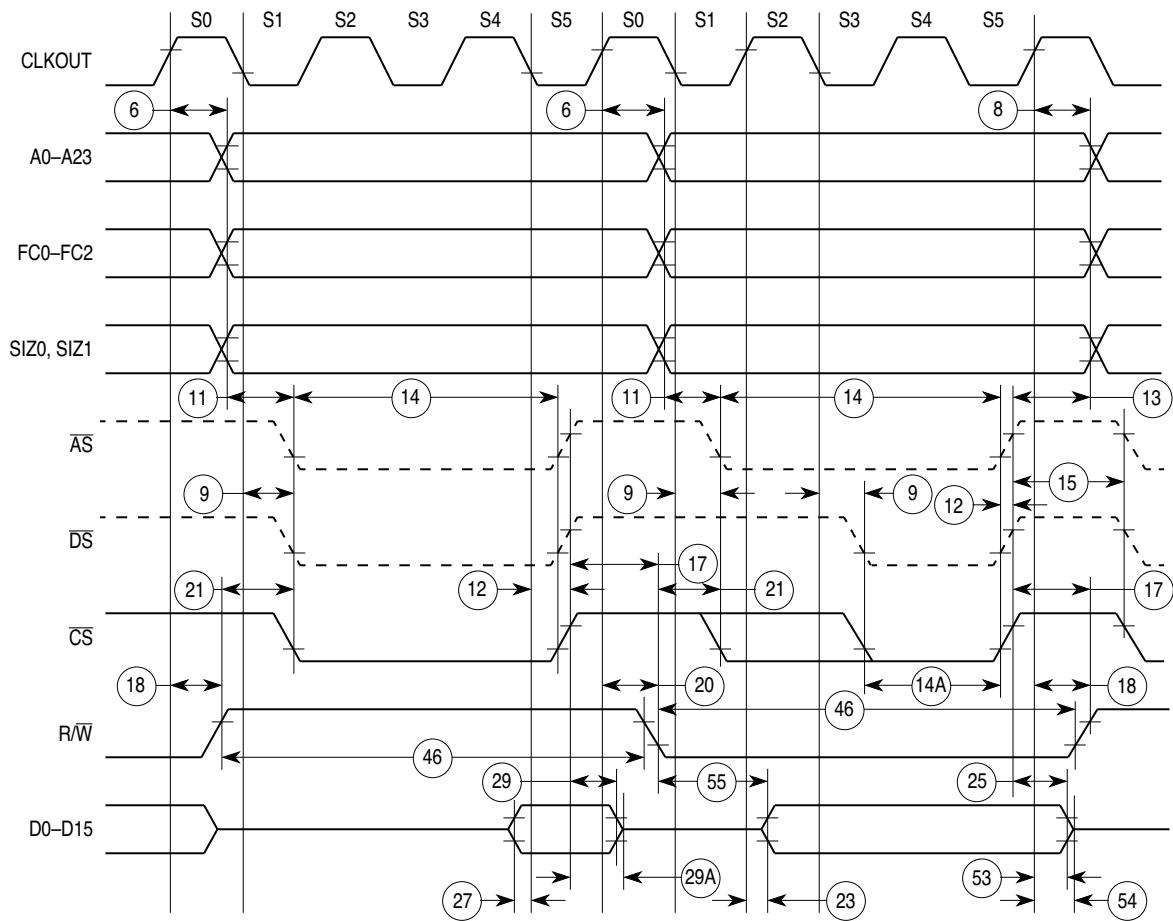 S0 S1 S2 S3 S4 S5 S0 S1 S2 S3 S4 S5
CLKOUT
6 6 8
A0–A23
FC0–FC2
SIZ0, SIZ1
11 14 11 14 13
AS
9 9 9 12 15
DS
21 12 17 21 17
CS
18 20 14A 18
R/W
46 46
29 55 25
D0–D15
27 29A 23 53 54